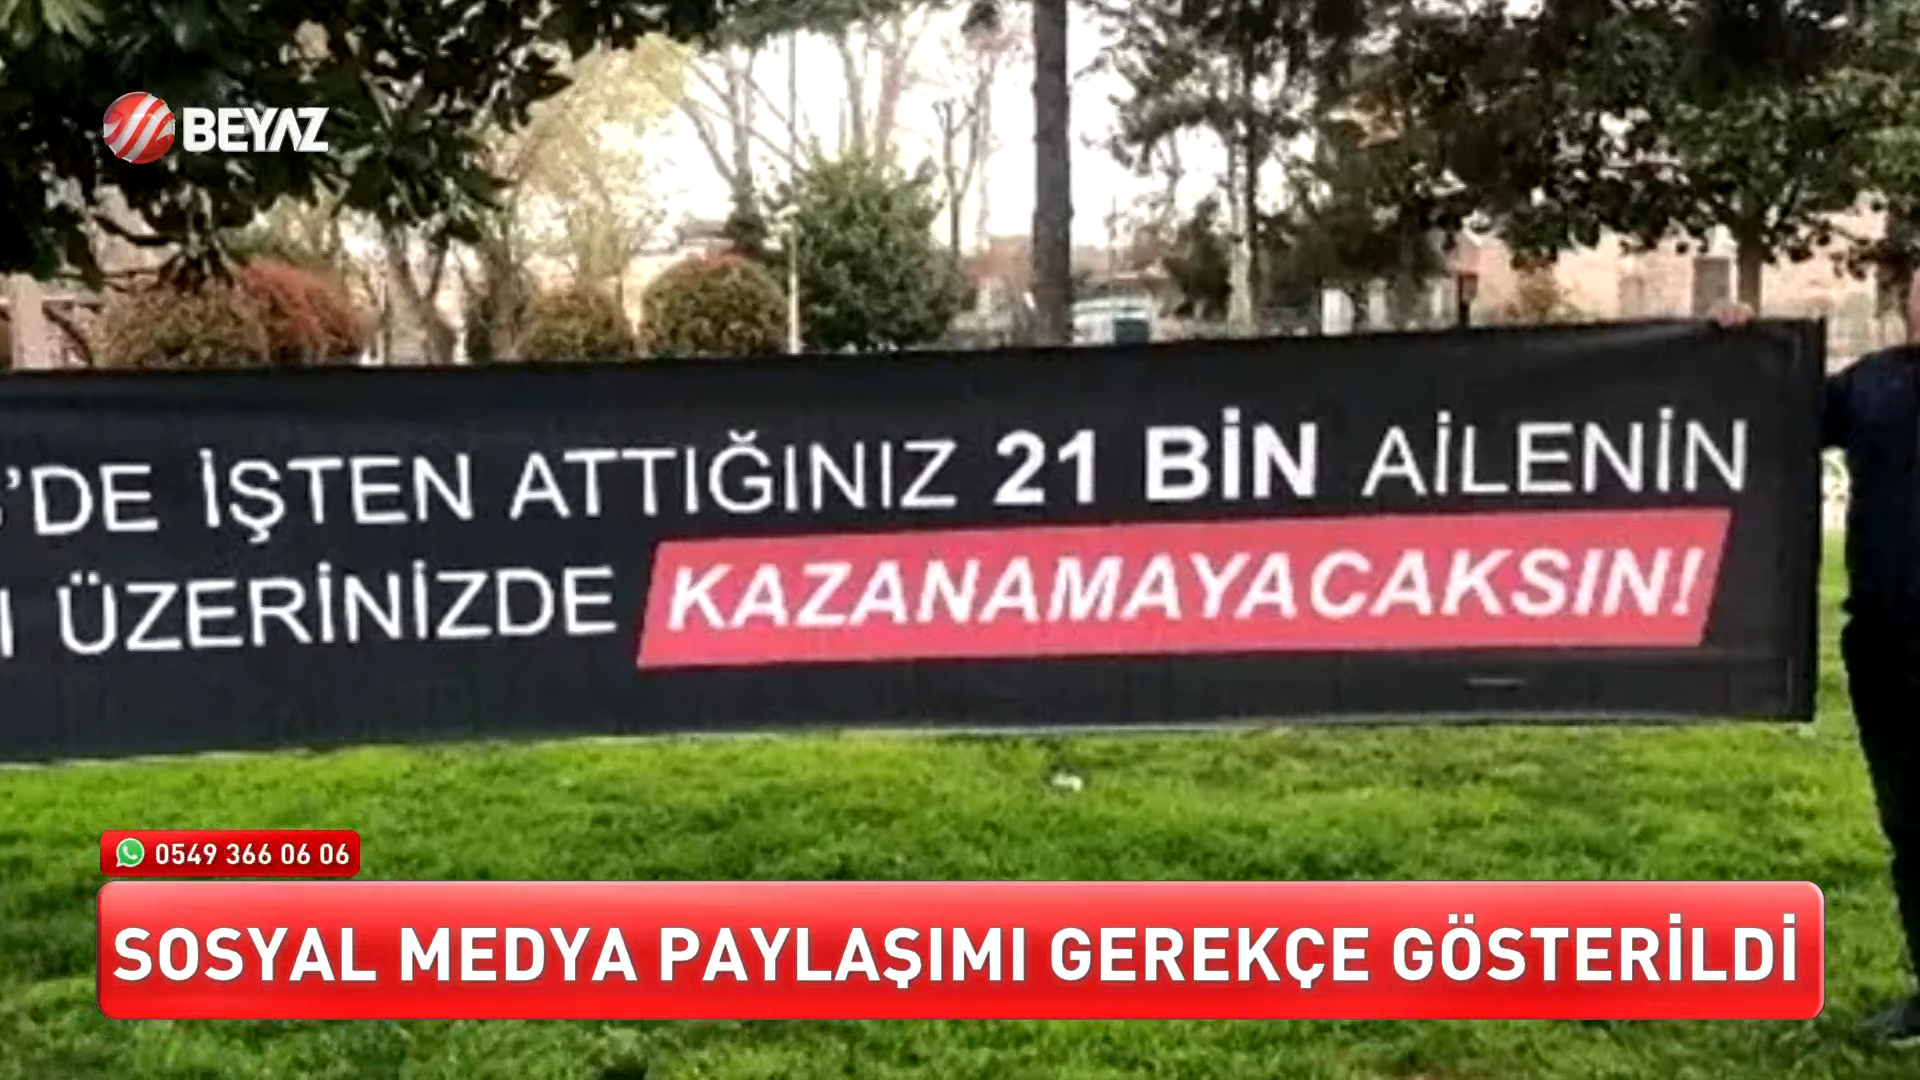 BEYAZ
'DE İŞTEN ATTIĞINIZ 21 BİN AİLENİN
ÜZERİNİZDE KAZANAMAYACAKSIN!
0549 366 06 06
SOSYAL MEDYA PAYLAŞIMI GEREKÇE GÖSTERİLDİ